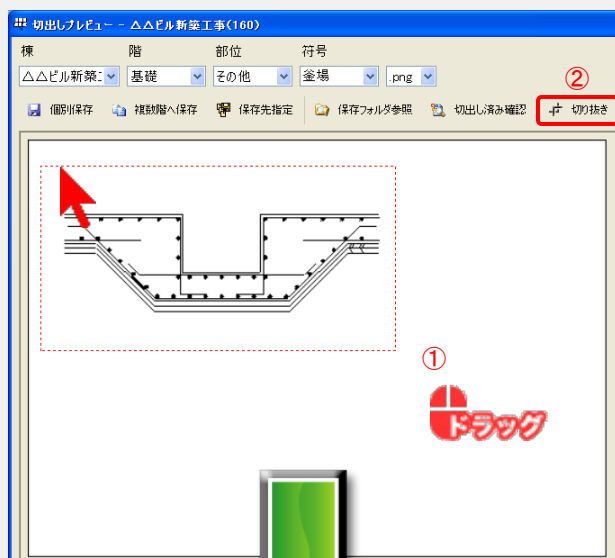 切出しプレビュー - △△ビル新築工事(160)
棟 階 部位 符号
△△ビル新築工 基礎 その他 釜場 .png
②
個別保存 複数階へ保存 保存先指定 保存フォルダ参照 切出し済み確認 切り抜き
①
ドラッグ